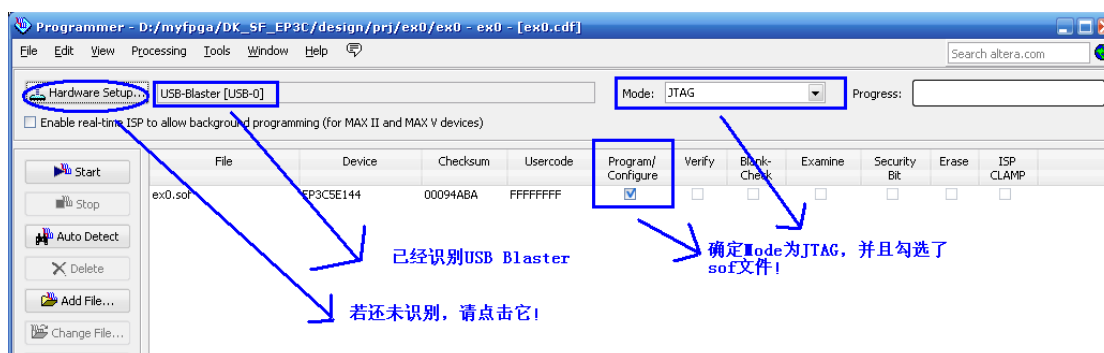 Programmer - D:/myfpga/DK_SF_EP3C/design/prj/ex0/ex0 - ex0 - [ex0.cdf]
File Edit View Processing Tools Window Help
Search altera.com
Hardware Setup... USB-Blaster [USB-0] Mode: JTAG Progress:
Enable real-time ISP to allow background programming (for MAX II and MAX V devices)
File Device Checksum Usercode Program/ Verify Blank- Examine Security Erase ISP
Configure Check Bit CLAMP
ex0.sof EP3C5E144 00094ABA FFFFFFFF
Start
Stop
Auto Detect
Delete
Add File...
Change File...
已经识别USB Blaster
确定Mode为JTAG，并且勾选了
sof文件！
若还未识别，请点击它！